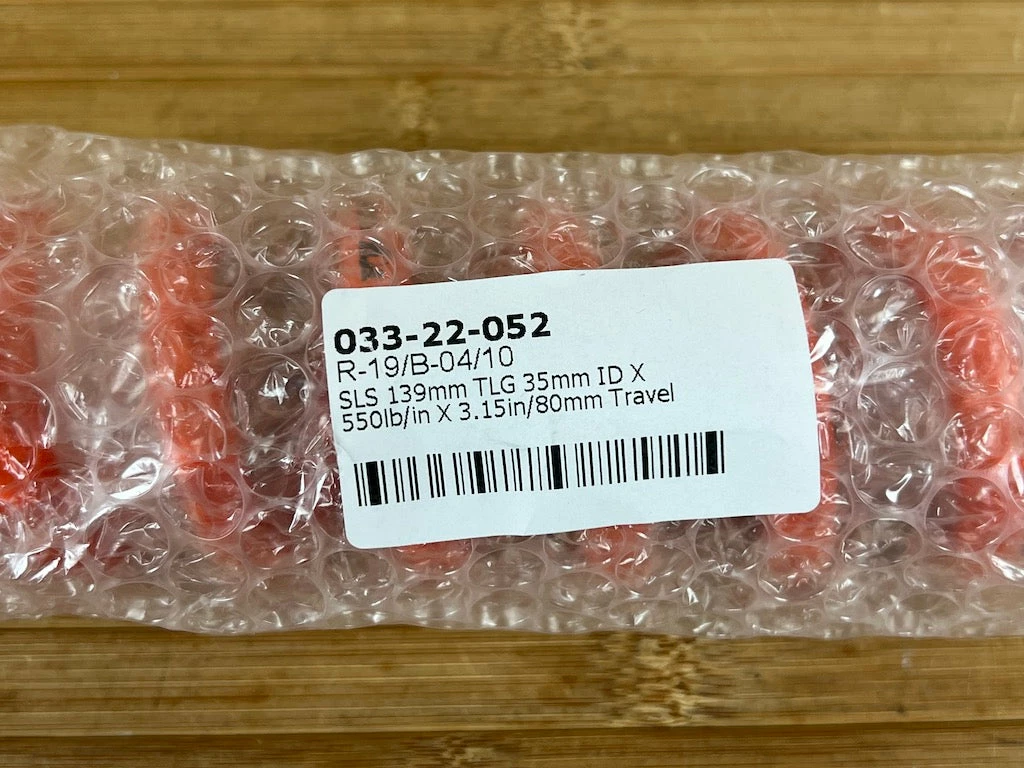 033-22-052
R-19/B-04/10
SLS 139mm TLG 35mm ID X
550lb/in X 3.15in/80mm Travel